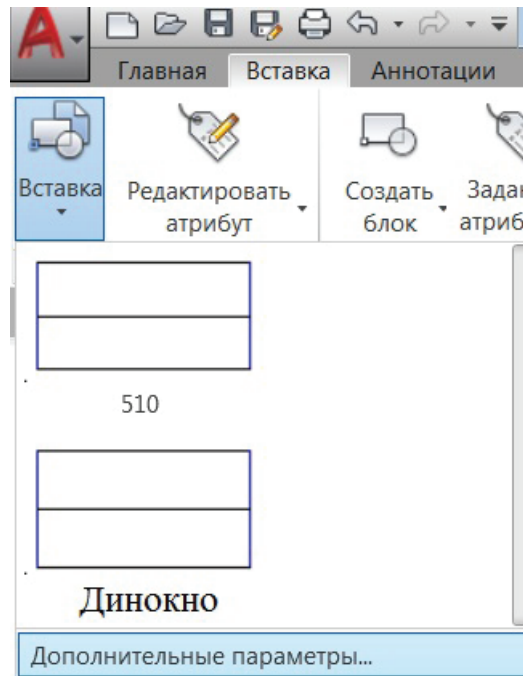 Главная Вставка Аннотации
Вставка Редактировать атрибут Создать блок
510
Динокно
Дополнительные параметры...